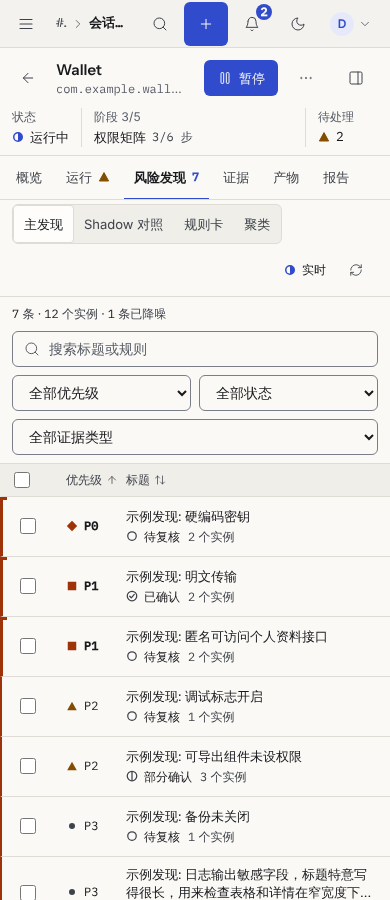 #. 会话…
2
D
Wallet
com.example.wall…
暂停
状态
运行中
阶段 3/5
权限矩阵 3/6 步
待处理
2
概览 运行 风险发现 7 证据 产物 报告
主发现 Shadow 对照 规则卡 聚类
实时
7 条 · 12 个实例 · 1 条已降噪
搜索标题或规则
全部优先级 全部状态
全部证据类型
优先级 标题
P0 示例发现: 硬编码密钥
待复核 2 个实例
P1 示例发现: 明文传输
已确认 2 个实例
P1 示例发现: 匿名可访问个人资料接口
待复核 2 个实例
P2 示例发现: 调试标志开启
待复核 1 个实例
P2 示例发现: 可导出组件未设权限
部分确认 3 个实例
P3 示例发现: 备份未关闭
待复核 1 个实例
P3 示例发现: 日志输出敏感字段，标题特意写
得很长，用来检查表格和详情在窄宽度下…